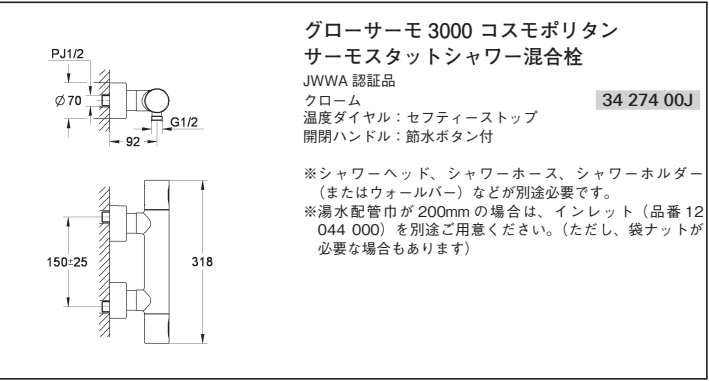 グローサーモ 3000 コスモポリタン
サーモスタットシャワー混合栓
JWWA 認証品
クローム 34 274 00J
温度ダイヤル：セフティーストップ
開閉ハンドル：節水ボタン付
※シャワーヘッド、シャワーホース、シャワーホルダー
（またはウォールバー）などが別途必要です。
※湯水配管巾が 200mm の場合は、インレット（品番 12
044 000）を別途ご用意ください。（ただし、袋ナットが
必要な場合もあります）
PJ1/2
∅70
G1/2
92
150±25
318